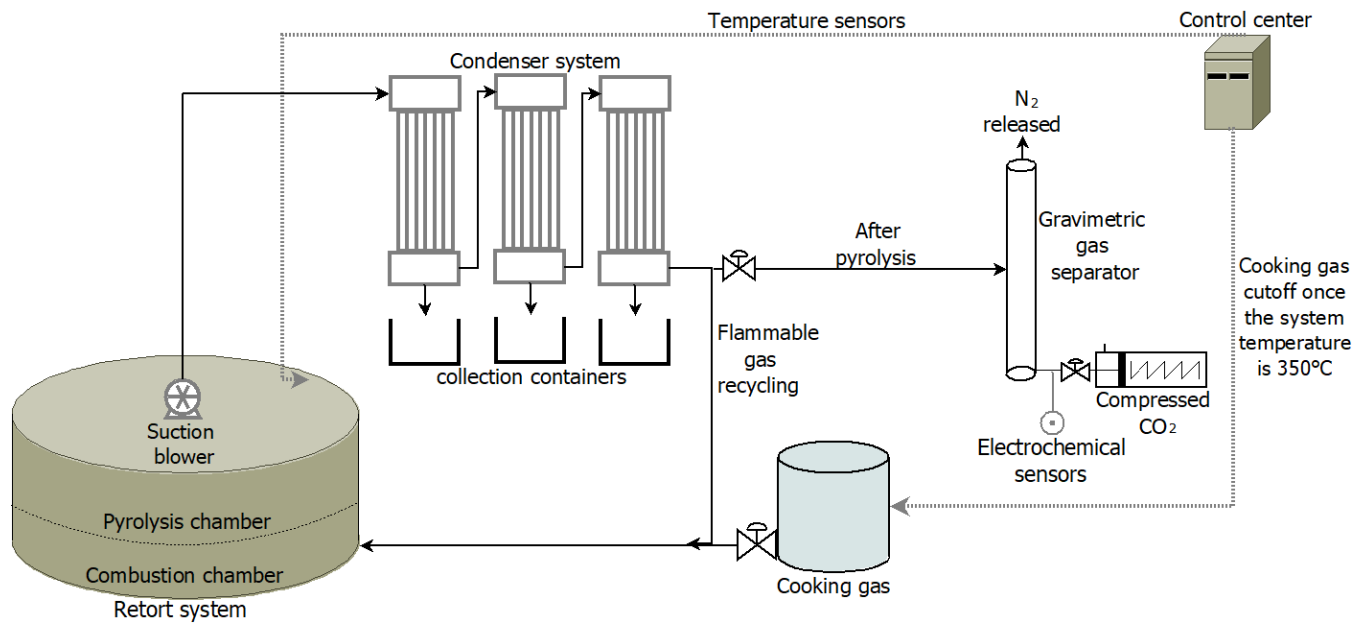 Temperature sensors
Control center
Condenser system
N2
released
After
pyrolysis
Gravimetric
gas
separator
Cooking gas
cutoff once
the system
temperature
is 350ºC
Flammable
gas
recycling
collection containers
Compressed
CO2
Suction
blower
Electrochemical
sensors
Pyrolysis chamber
Combustion chamber
Cooking gas
Retort system